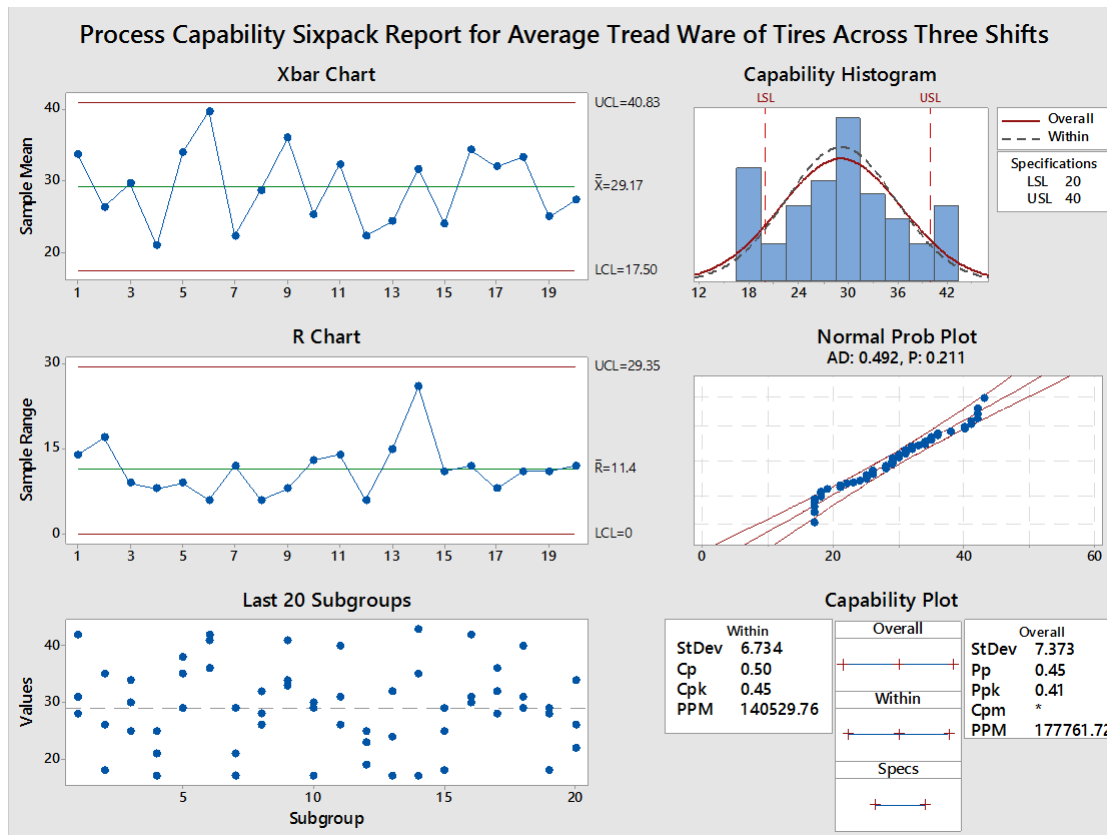 Process Capability Sixpack Report for Average Tread Ware of Tires Across Three Shifts
Xbar Chart
Sample Mean
40
30
20
UCL=40.83
X̿=29.17
LCL=17.50
1 3 5 7 9 11 13 15 17 19
Capability Histogram
LSL USL
12 18 24 30 36 42
Overall
Within
Specifications
LSL 20
USL 40
R Chart
Sample Range
30
15
0
UCL=29.35
R̅=11.4
LCL=0
1 3 5 7 9 11 13 15 17 19
Normal Prob Plot
AD: 0.492, P: 0.211
0 20 40 60
Last 20 Subgroups
Values
40
30
20
5 10 15 20
Subgroup
Capability Plot
Within
StDev 6.734
Cp 0.50
Cpk 0.45
PPM 140529.76
Overall
Within
Specs
Overall
StDev 7.373
Pp 0.45
Ppk 0.41
Cpm *
PPM 177761.72